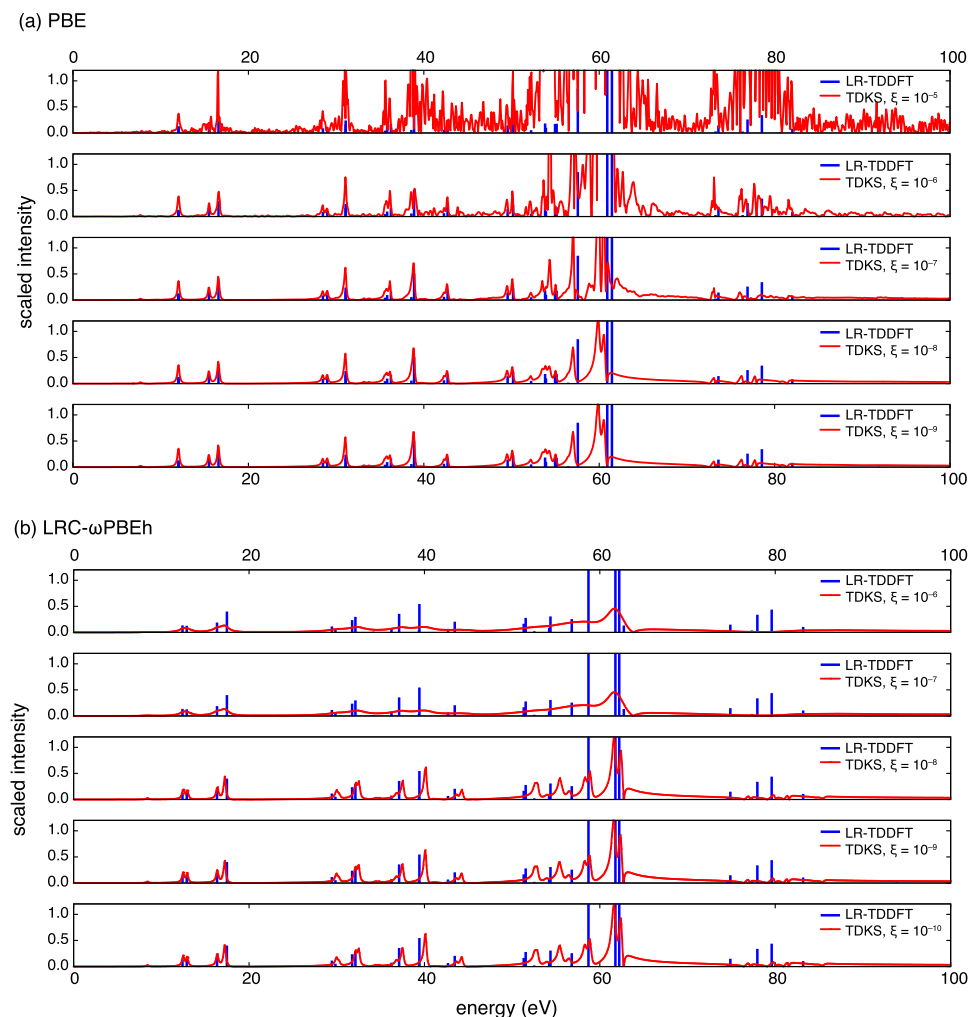 (a) PBE
0 20 40 60 80 100
1.0
0.5
0.0
LR-TDDFT
TDKS, ξ = 10⁻⁵
1.0
0.5
0.0
LR-TDDFT
TDKS, ξ = 10⁻⁶
1.0
0.5
0.0
LR-TDDFT
TDKS, ξ = 10⁻⁷
1.0
0.5
0.0
LR-TDDFT
TDKS, ξ = 10⁻⁸
1.0
0.5
0.0
LR-TDDFT
TDKS, ξ = 10⁻⁹
0 20 40 60 80 100
scaled intensity
(b) LRC-ωPBEh
0 20 40 60 80 100
1.0
0.5
0.0
LR-TDDFT
TDKS, ξ = 10⁻⁶
1.0
0.5
0.0
LR-TDDFT
TDKS, ξ = 10⁻⁷
1.0
0.5
0.0
LR-TDDFT
TDKS, ξ = 10⁻⁸
1.0
0.5
0.0
LR-TDDFT
TDKS, ξ = 10⁻⁹
1.0
0.5
0.0
LR-TDDFT
TDKS, ξ = 10⁻¹⁰
0 20 40 60 80 100
scaled intensity
energy (eV)